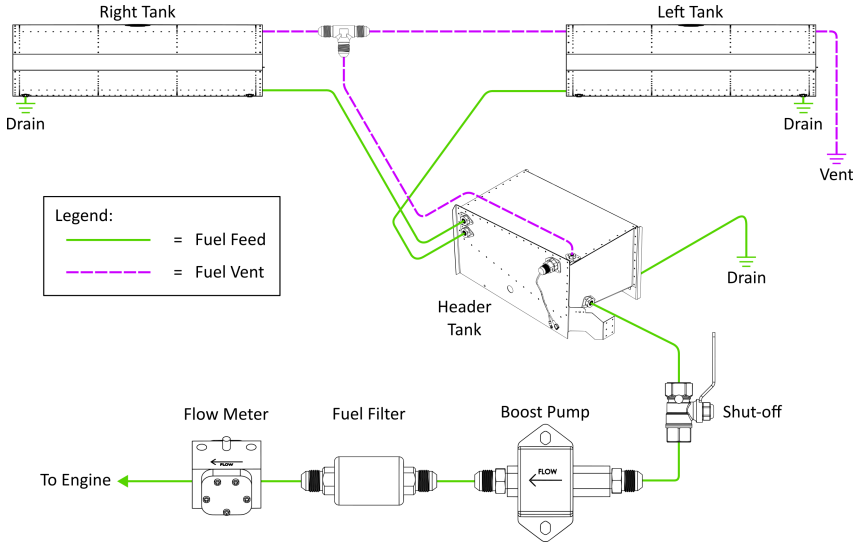 Right Tank
Left Tank
Drain
Drain
Vent
Legend:
= Fuel Feed
= Fuel Vent
Drain
Header
Tank
Flow Meter
Fuel Filter
Boost Pump
Shut-off
FLOW
FLOW
To Engine